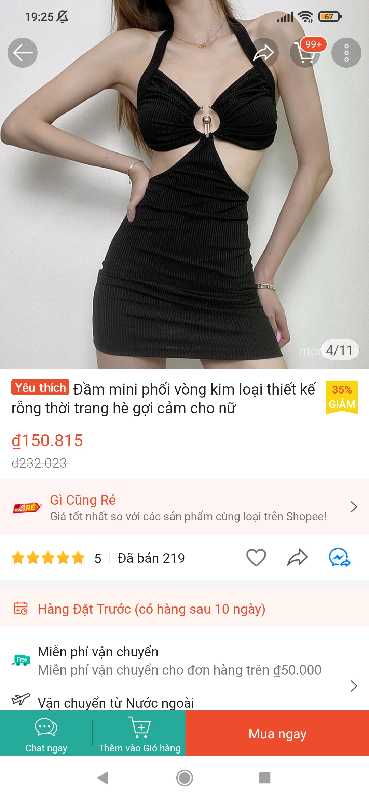 19:25
67
99+
4/11
Yêu thích Đầm mini phối vòng kim loại thiết kế
rỗng thời trang hè gợi cảm cho nữ
35%
GIẢM
₫150.815
₫232.023
Gì Cũng Rẻ
Giá tốt nhất so với các sản phẩm cùng loại trên Shopee!
5
Đã bán 219
Hàng Đặt Trước (có hàng sau 10 ngày)
Miễn phí vận chuyển
Miễn phí vận chuyển cho đơn hàng trên ₫50.000
Vận chuyển từ Nước ngoài
Chat ngay
Thêm vào Giỏ hàng
Mua ngay